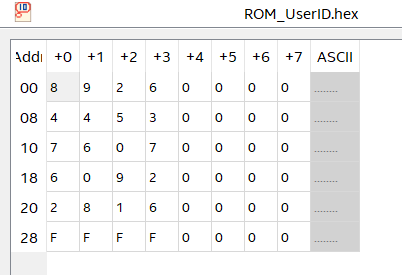 ID
ROM_UserID.hex
Addr +0 +1 +2 +3 +4 +5 +6 +7 ASCII
00 8 9 2 6 0 0 0 0 ........
08 4 4 5 3 0 0 0 0 ........
10 7 6 0 7 0 0 0 0 ........
18 6 0 9 2 0 0 0 0 ........
20 2 8 1 6 0 0 0 0 ........
28 F F F F 0 0 0 0 ........